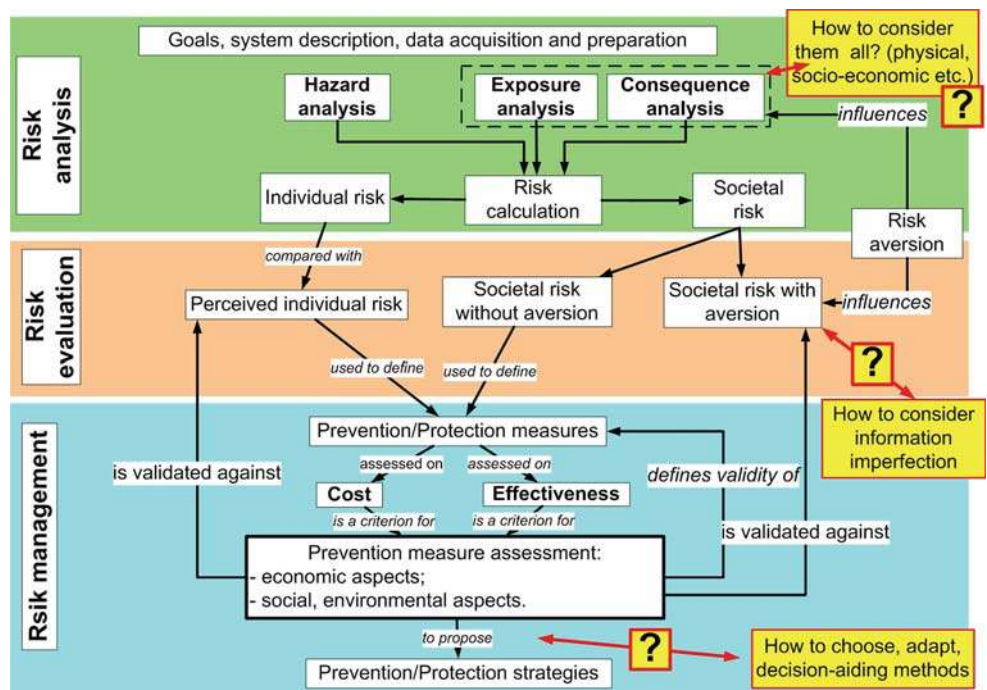 Goals, system description, data acquisition and preparation
How to consider
them all? (physical,
socio-economic etc.)
?
Risk
analysis
Hazard
analysis
Exposure
analysis
Consequence
analysis
influences
Individual risk
Risk
calculation
Societal
risk
Risk
aversion
compared with
Risk
evaluation
Perceived individual risk
Societal risk
without aversion
Societal risk with
aversion
influences
?
used to define
used to define
How to consider
information
imperfection
Rsik management
Prevention/Protection measures
is validated against
assessed on
assessed on
defines validity of
Cost
Effectiveness
is a criterion for
is a criterion for
is validated against
Prevention measure assessment:
- economic aspects;
- social, environmental aspects.
to propose
?
How to choose, adapt,
decision-aiding methods
Prevention/Protection strategies